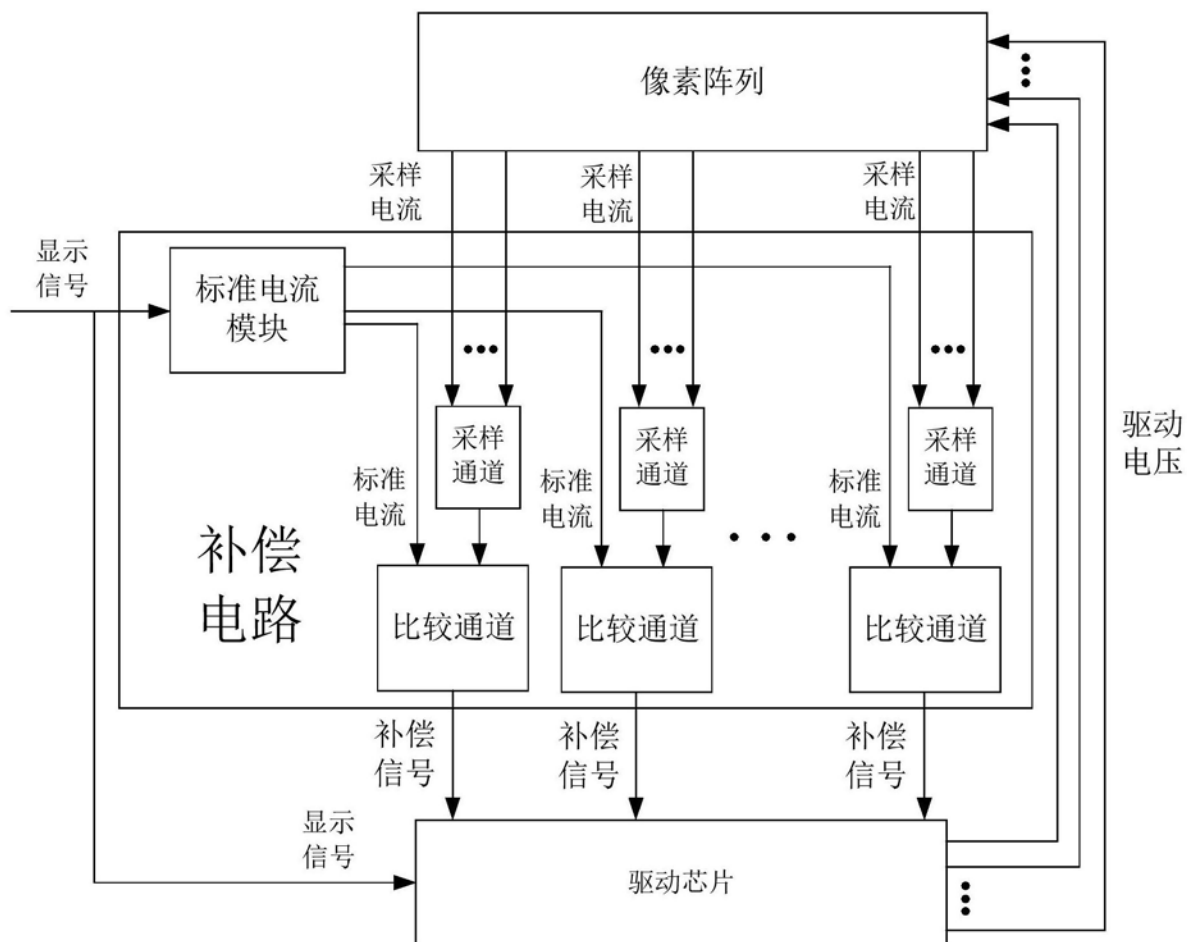 像素阵列
采样
电流
采样
电流
采样
电流
显示
信号
标准电流
模块
采样
通道
采样
通道
采样
通道
驱动
电压
标准
电流
标准
电流
标准
电流
补偿
电路
比较通道
比较通道
比较通道
补偿
信号
补偿
信号
补偿
信号
显示
信号
驱动芯片